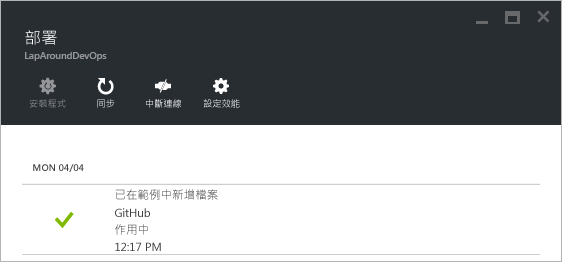 部署
LapAroundDevOps
安裝程式 同步 中斷連線 設定效能
MON 04/04
已在範例中新增檔案
GitHub
作用中
12:17 PM